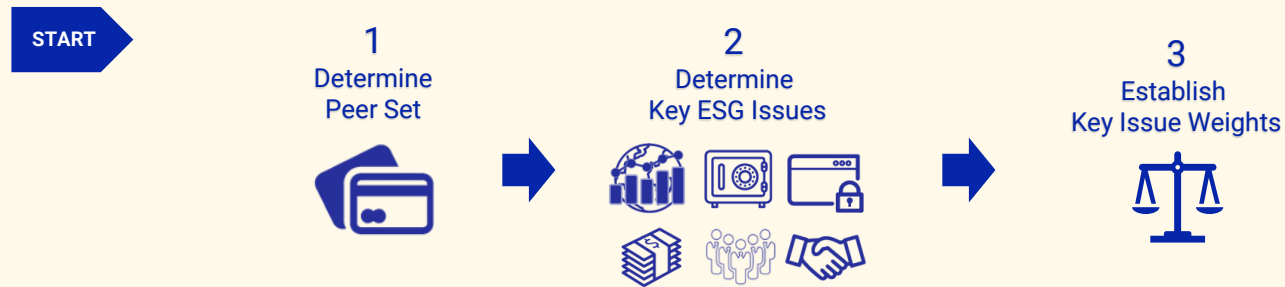 START
1
Determine
Peer Set
2
Determine
Key ESG Issues
3
Establish
Key Issue Weights